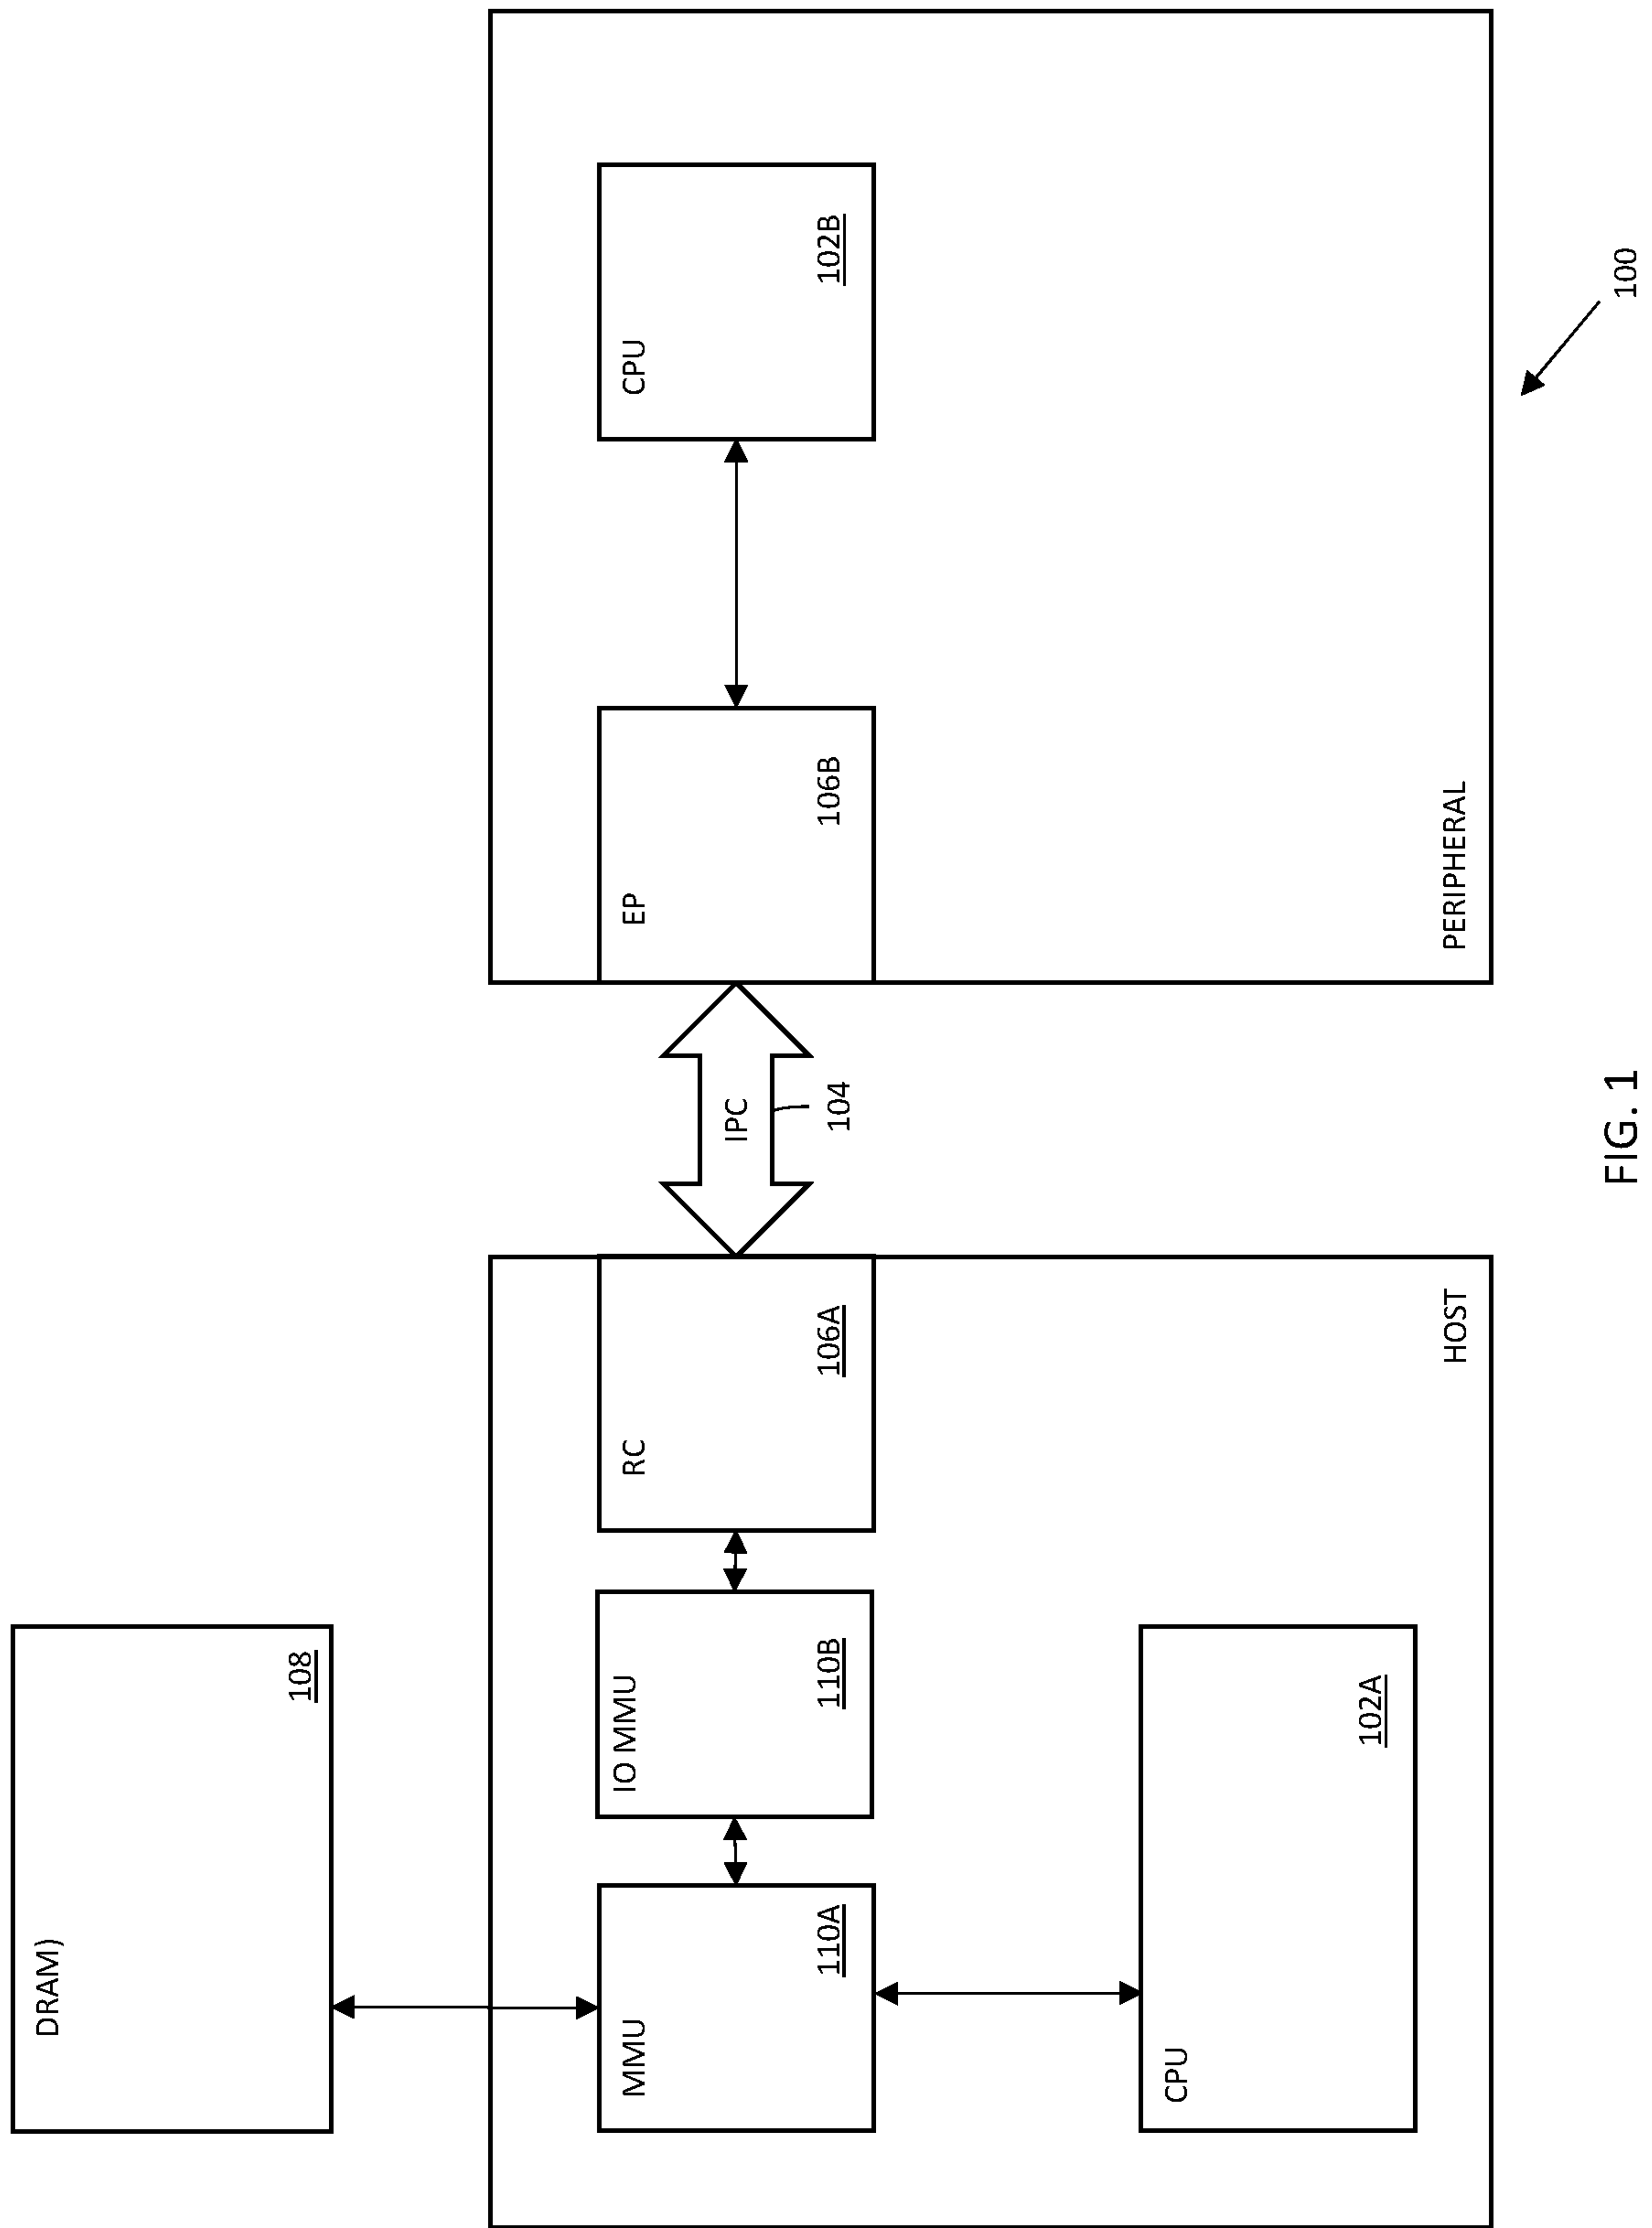 DRAM)
108
MMU
110A
IO MMU
110B
RC
106A
IPC
104
EP
106B
CPU
102B
CPU
102A
HOST
PERIPHERAL
100
FIG. 1